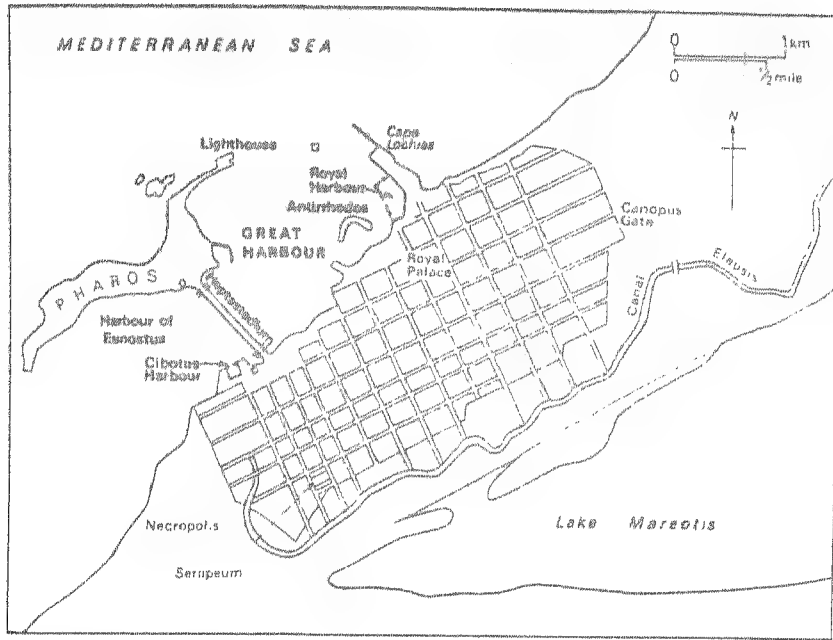 MEDITERRANEAN SEA
0 1km
0 ½mile
N
Cape
Lochias
Lighthouse
Royal
Harbour
Antirrhodos
GREAT
HARBOUR
Canopus
Gate
Royal
Palace
Eleusis
Canal
PHAROS
Heptastadium
Harbour of
Eunostus
Cibotus
Harbour
Necropolis
Serapeum
Lake Mareotis